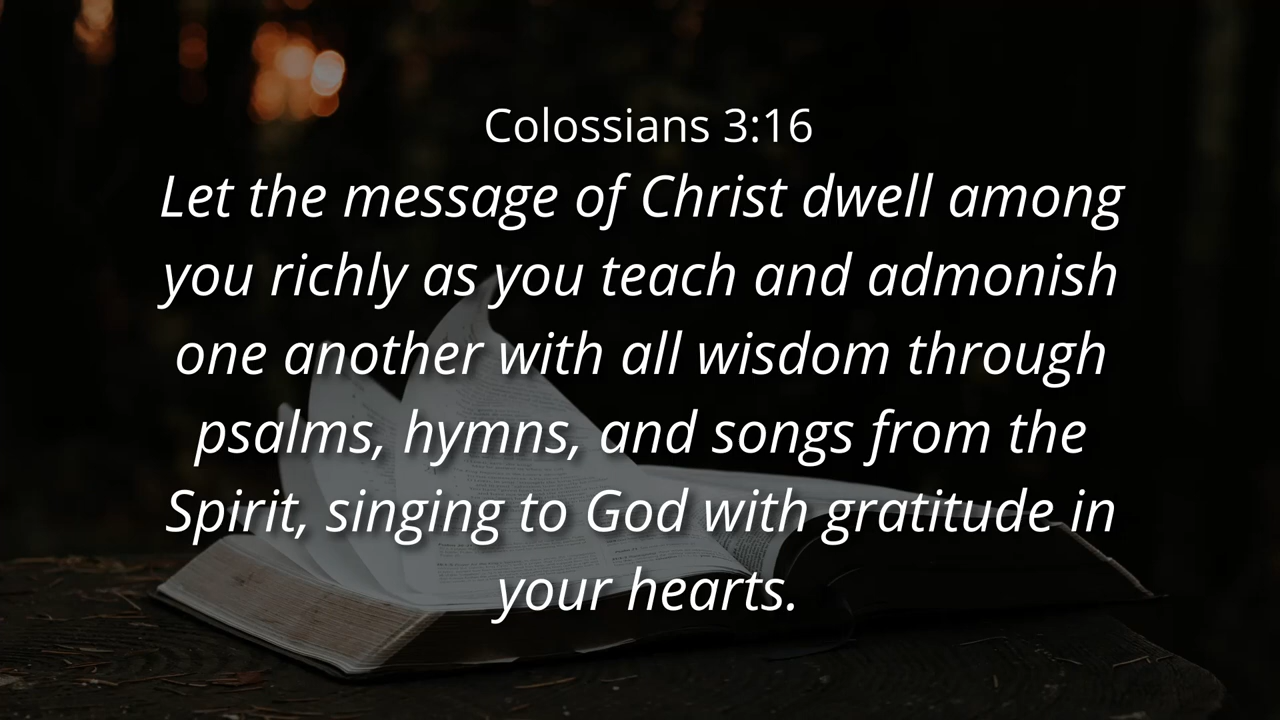 Colossians 3:16
Let the message of Christ dwell among
you richly as you teach and admonish
one another with all wisdom through
psalms, hymns, and songs from the
Spirit, singing to God with gratitude in
your hearts.